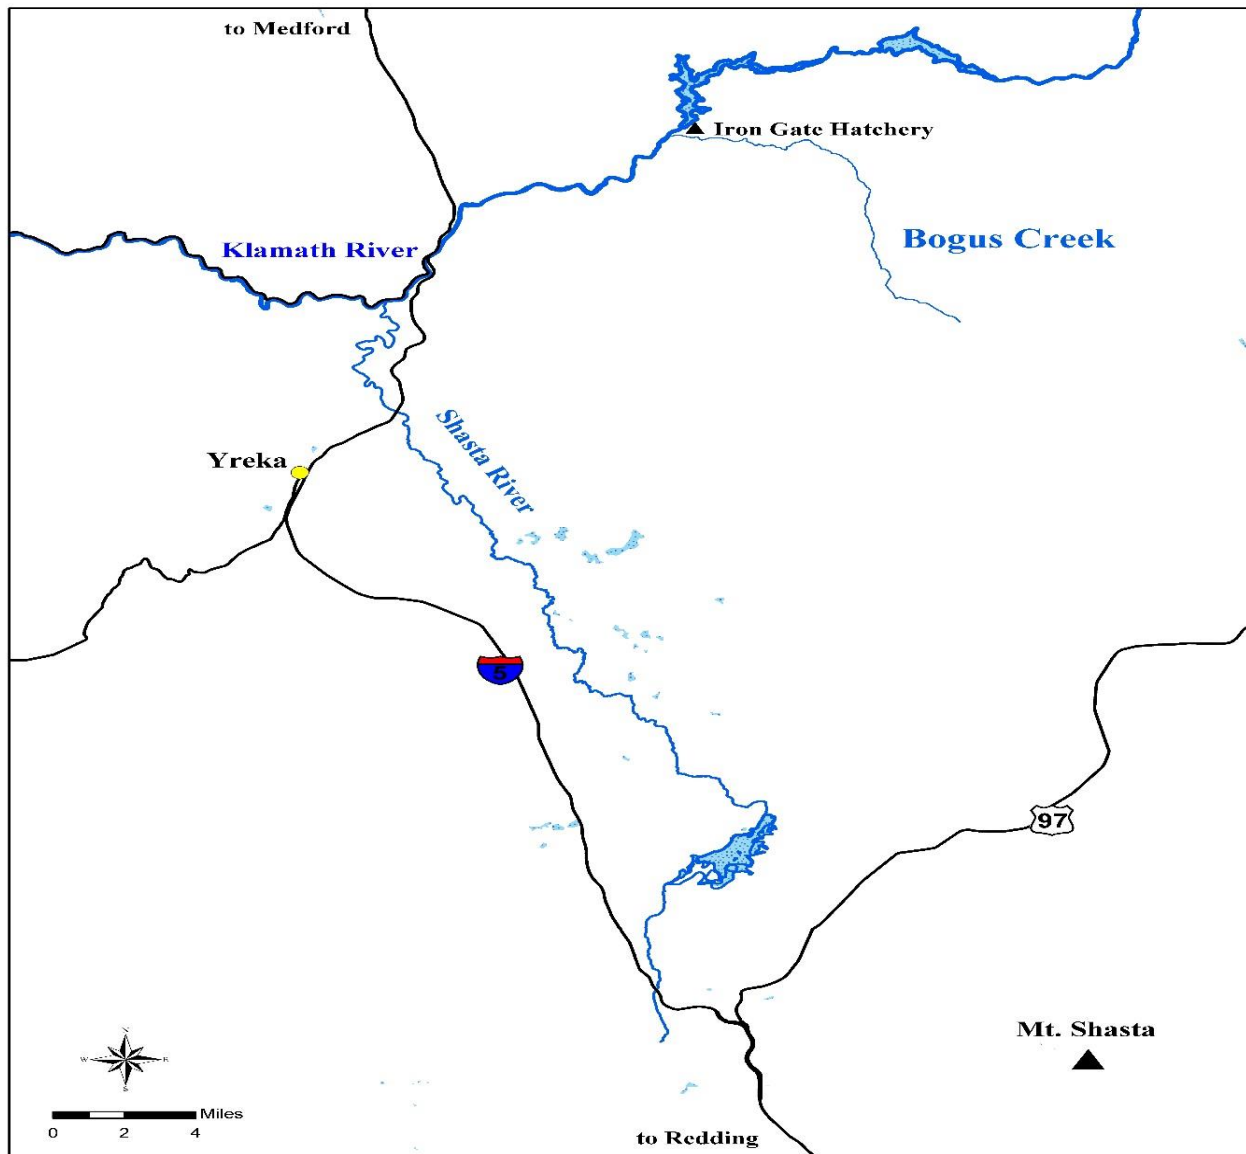 to Medford
Iron Gate Hatchery
Klamath River
Bogus Creek
Shasta River
Yreka
5
97
Mt. Shasta
N
W E
S
Miles
0 2 4
to Redding